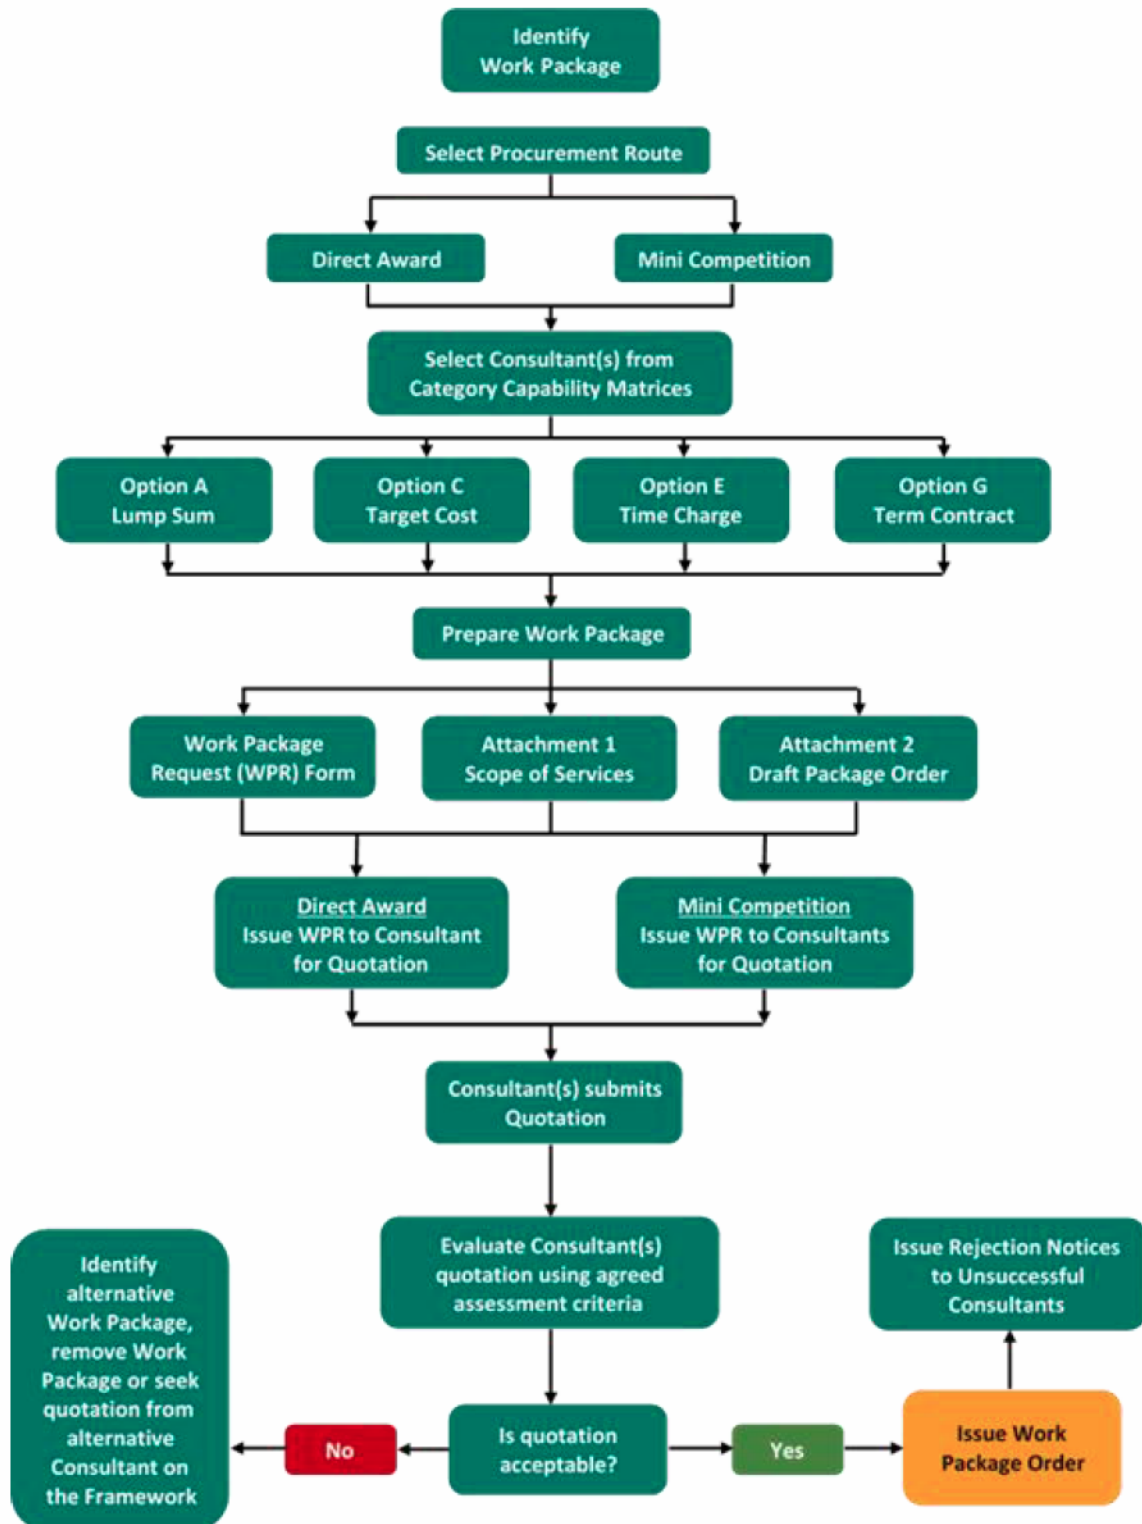 Identify
Work Package
Select Procurement Route
Direct Award
Mini Competition
Select Consultant(s) from
Category Capability Matrices
Option A
Lump Sum
Option C
Target Cost
Option E
Time Charge
Option G
Term Contract
Prepare Work Package
Work Package
Request (WPR) Form
Attachment 1
Scope of Services
Attachment 2
Draft Package Order
Direct Award
Issue WPR to Consultant
for Quotation
Mini Competition
Issue WPR to Consultants
for Quotation
Consultant(s) submits
Quotation
Evaluate Consultant(s)
quotation using agreed
assessment criteria
Is quotation
acceptable?
No
Identify
alternative
Work Package,
remove Work
Package or seek
quotation from
alternative
Consultant on
the Framework
Yes
Issue Work
Package Order
Issue Rejection Notices
to Unsuccessful
Consultants